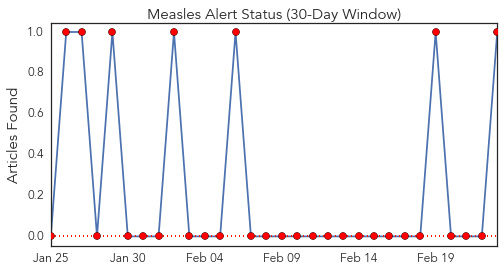 Measles Alert Status (30-Day Window)
Articles Found
1.0
0.8
0.6
0.4
0.2
0.0
Jan 25 Jan 30 Feb 04 Feb 09 Feb 14 Feb 19